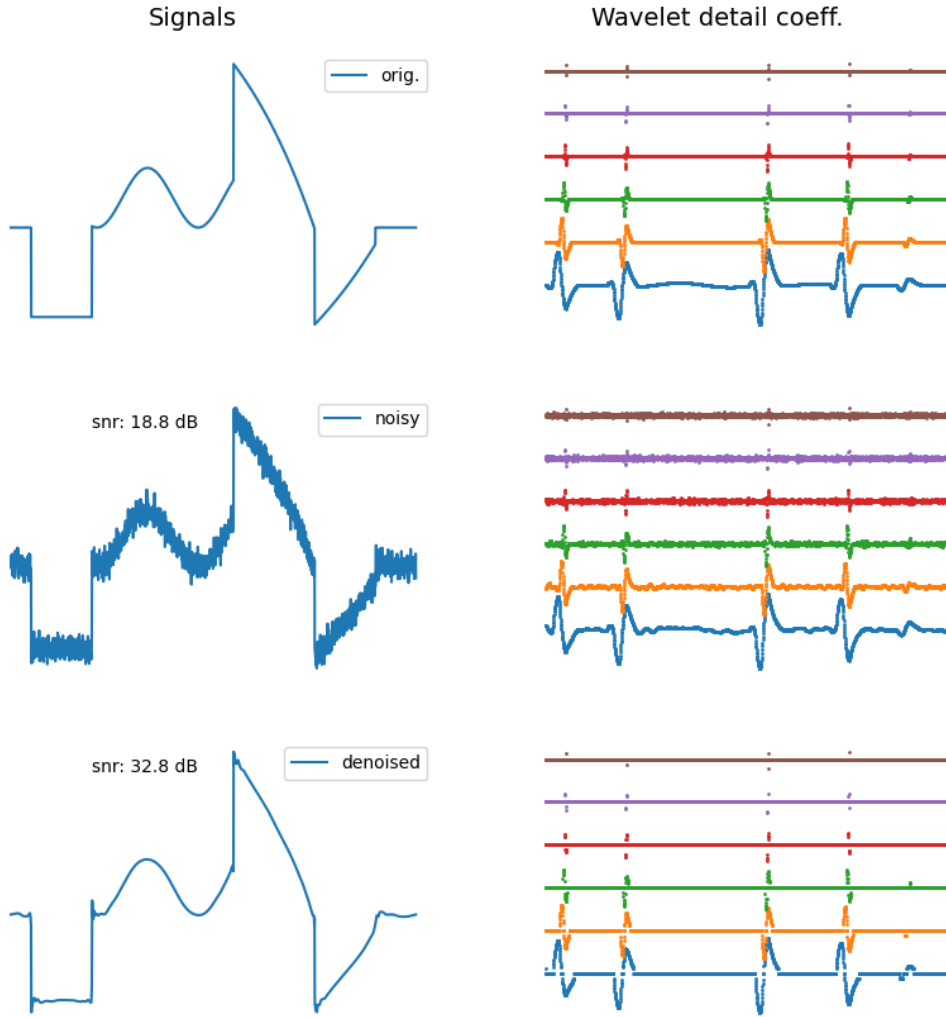 Signals
Wavelet detail coeff.
orig.
snr: 18.8 dB
noisy
snr: 32.8 dB
denoised